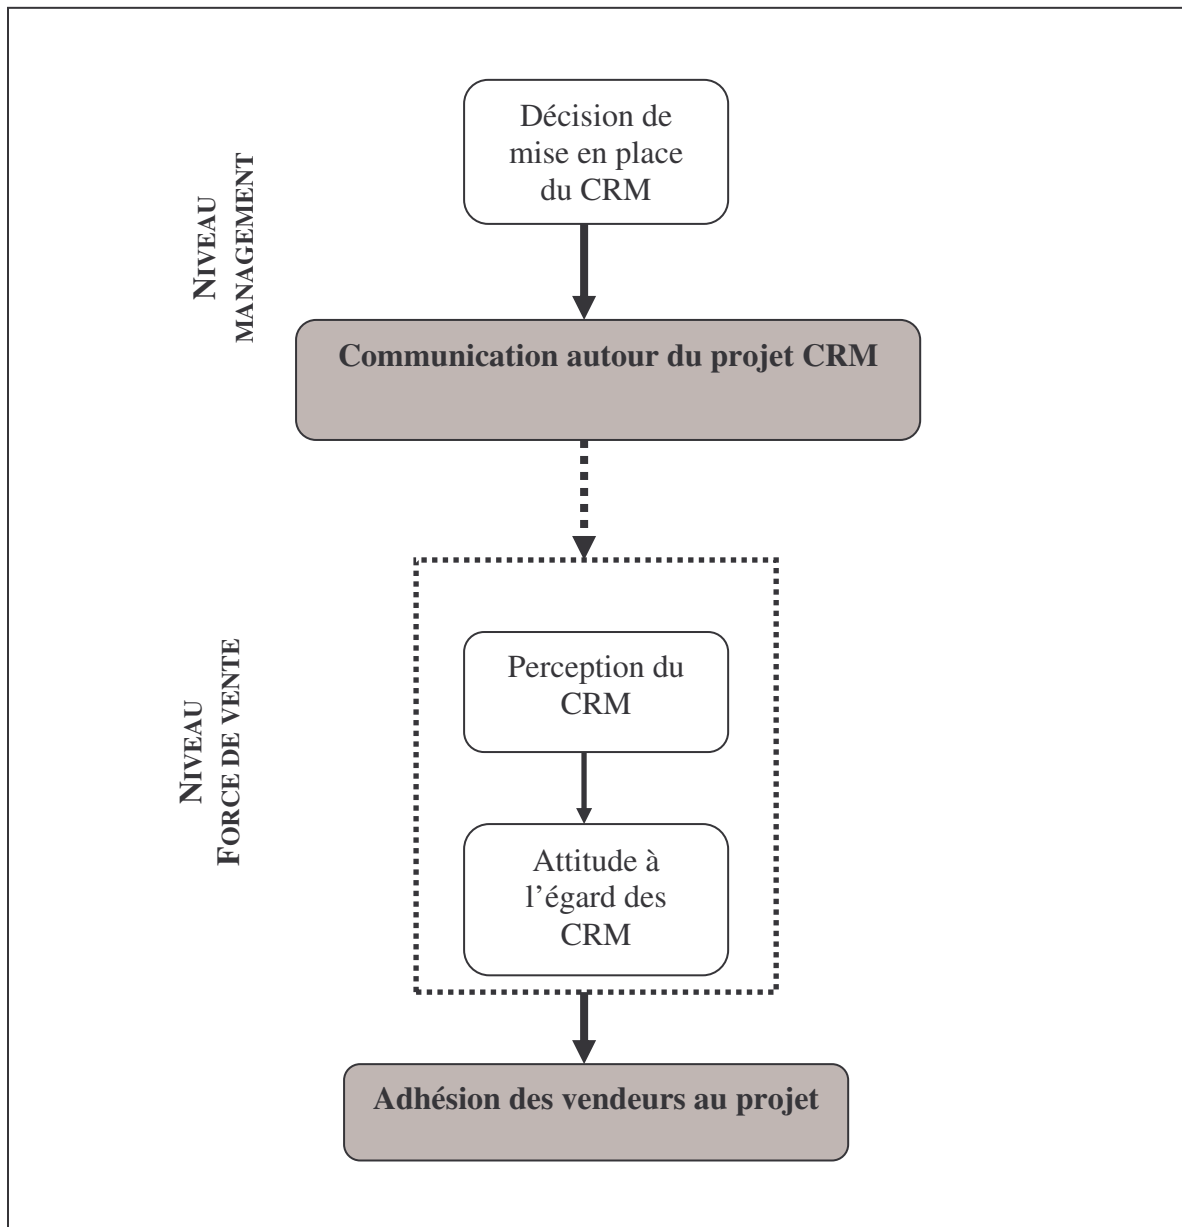 Décision de
mise en place
du CRM
NIVEAU
MANAGEMENT
Communication autour du projet CRM
Perception du
CRM
NIVEAU
FORCE DE VENTE
Attitude à
l’égard des
CRM
Adhésion des vendeurs au projet